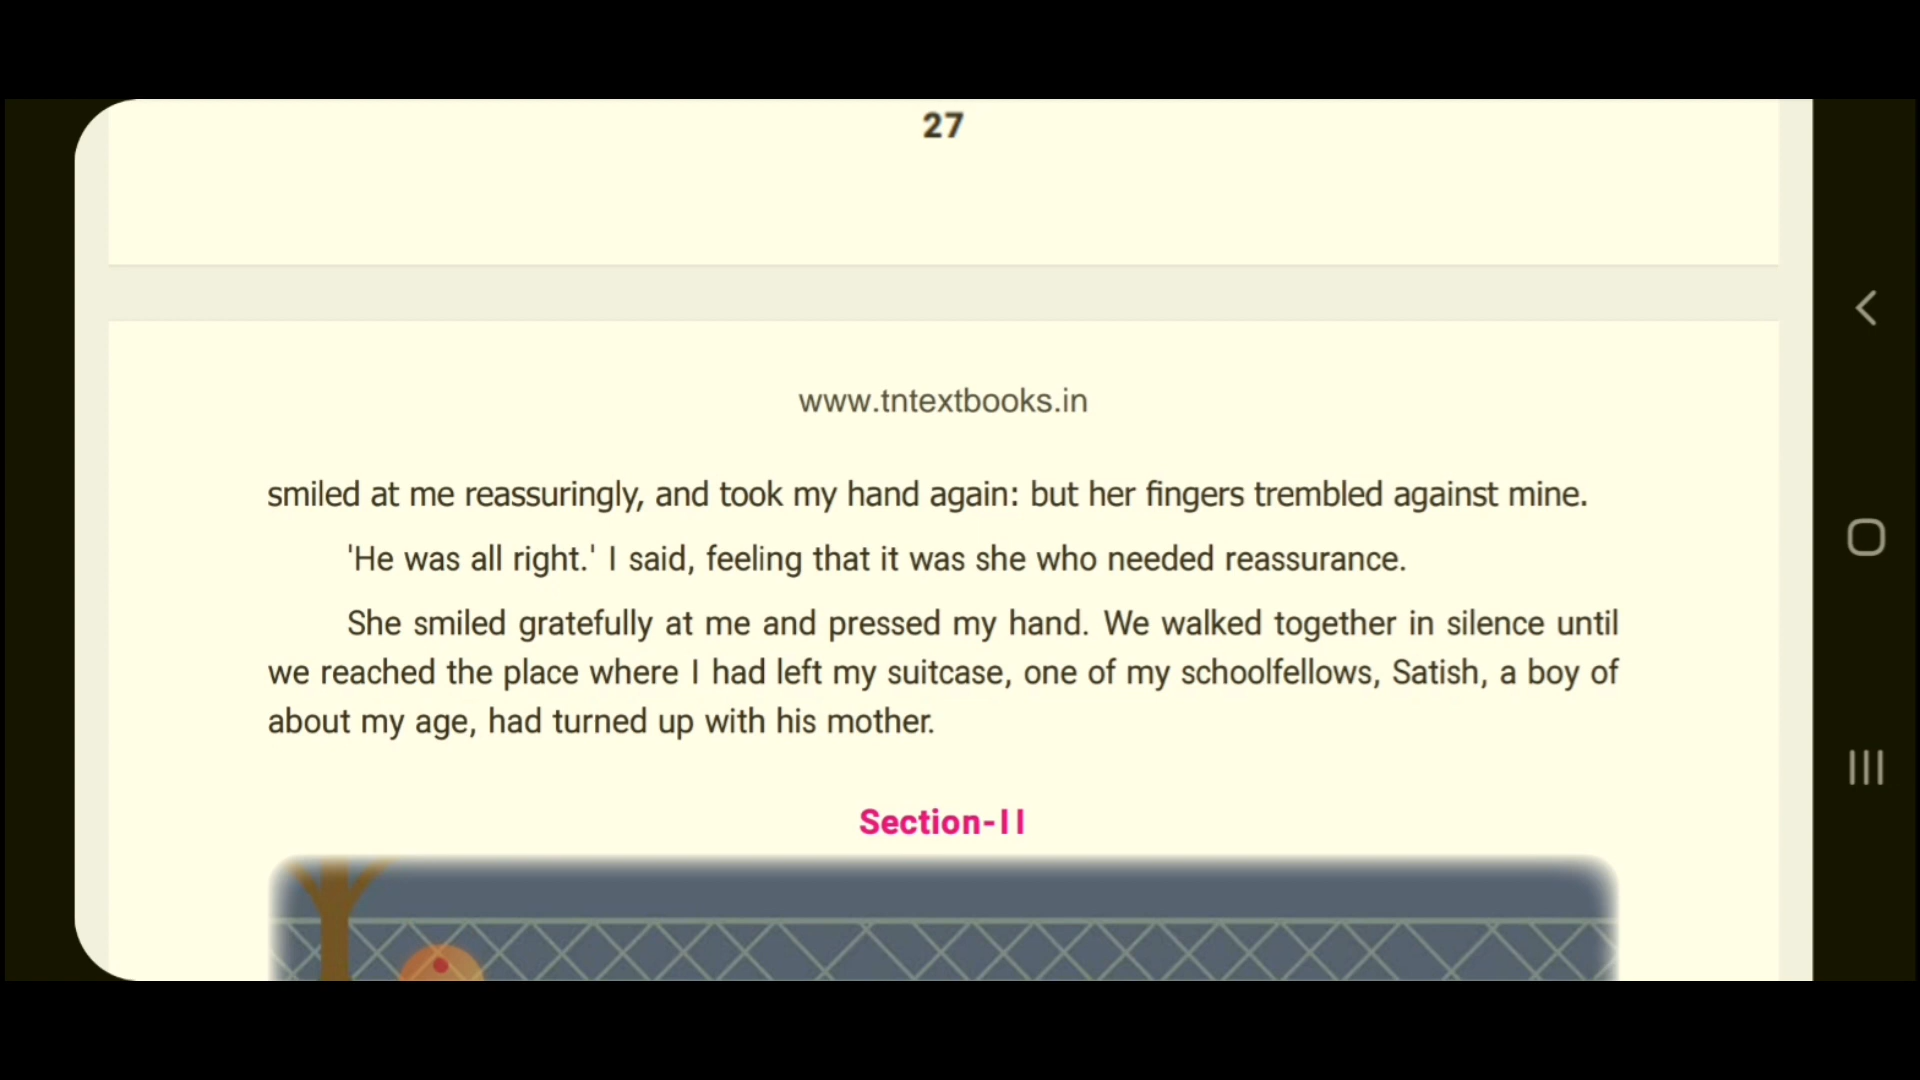 27
www.tntextbooks.in
smiled at me reassuringly, and took my hand again: but her fingers trembled against mine.
'He was all right.' I said, feeling that it was she who needed reassurance.
She smiled gratefully at me and pressed my hand. We walked together in silence until
we reached the place where I had left my suitcase, one of my schoolfellows, Satish, a boy of
about my age, had turned up with his mother.
Section-II